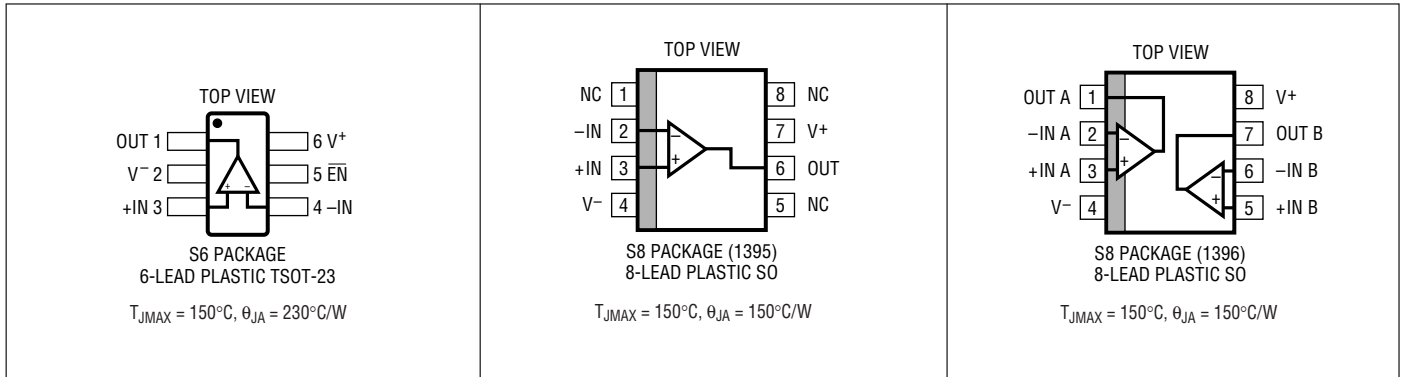 TOP VIEW
OUT 1
6 V+
V– 2
5 E̅N̅
+IN 3
4 –IN
+ –
S6 PACKAGE
6-LEAD PLASTIC TSOT-23
TJMAX = 150°C, θJA = 230°C/W
TOP VIEW
NC 1
8 NC
–IN 2
–
7 V+
+IN 3
+
6 OUT
V– 4
5 NC
S8 PACKAGE (1395)
8-LEAD PLASTIC SO
TJMAX = 150°C, θJA = 150°C/W
TOP VIEW
OUT A 1
8 V+
–IN A 2
–
7 OUT B
+IN A 3
+
– 6 –IN B
V– 4
+ 5 +IN B
S8 PACKAGE (1396)
8-LEAD PLASTIC SO
TJMAX = 150°C, θJA = 150°C/W